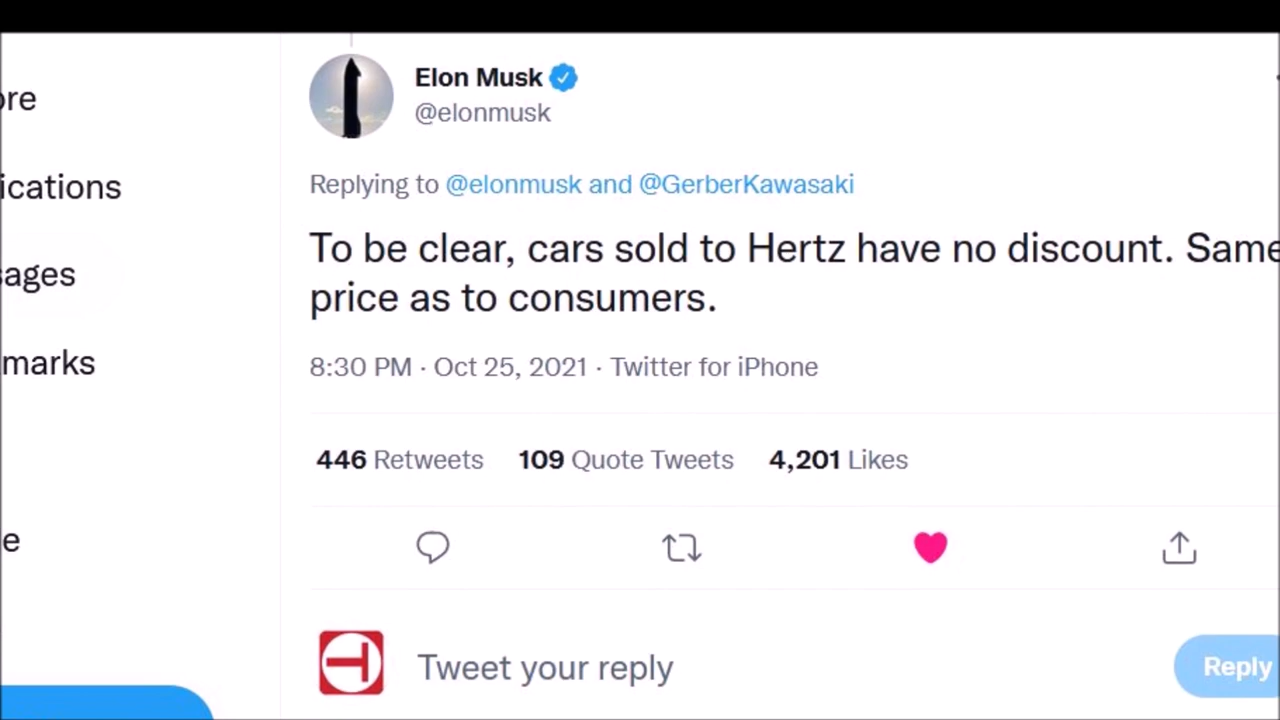 ore
ications
sages
marks
e
Elon Musk
@elonmusk
Replying to @elonmusk and @GerberKawasaki
To be clear, cars sold to Hertz have no discount. Same
price as to consumers.
8:30 PM · Oct 25, 2021 · Twitter for iPhone
446 Retweets 109 Quote Tweets 4,201 Likes
Tweet your reply
Reply